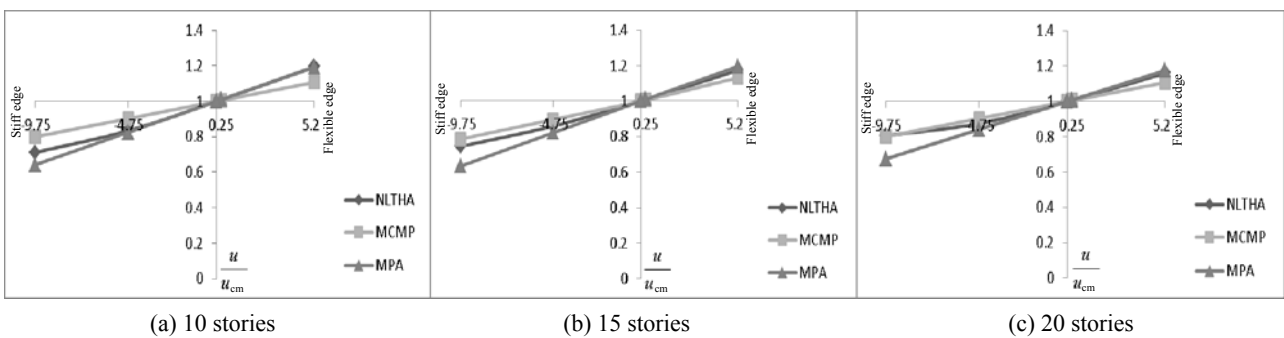 1.4
1.2
1
0.8
0.6
0.4
0.2
0
-9.75
-4.75
0.25
5.2
Stiff edge
Flexible edge
NLTHA
MCMP
MPA
u
u cm
(a) 10 stories
1.4
1.2
1
0.8
0.6
0.4
0.2
0
-9.75
-4.75
0.25
5.2
Stiff edge
Flexible edge
NLTHA
MCMP
MPA
u
u cm
(b) 15 stories
1.4
1.2
1
0.8
0.6
0.4
0.2
0
9.75
4.75
0.25
5.2
Stiff edge
Flexible edge
NLTHA
MCMP
MPA
u
u cm
(c) 20 stories